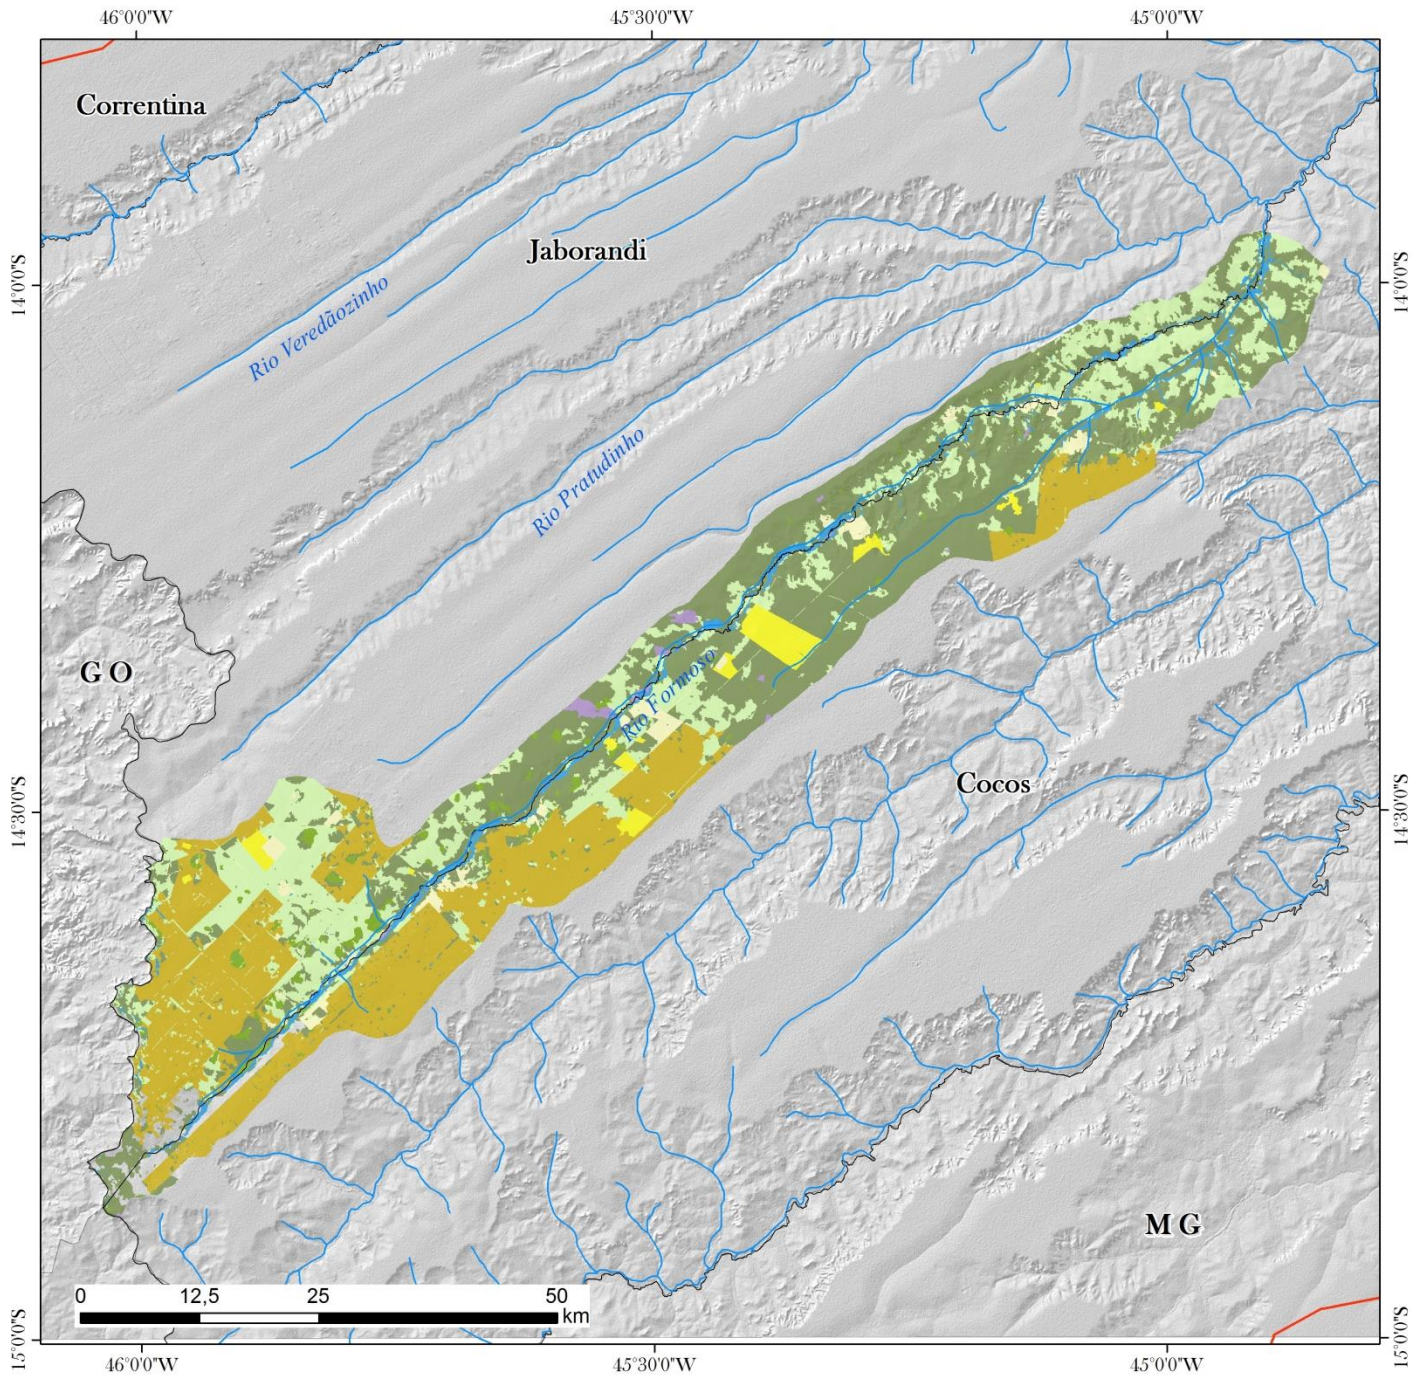 46°0'0"W
45°30'0"W
45°0'0"W
Correntina
Jaborandi
14°0'0"S
14°0'0"S
Rio Veredãozinho
Rio Pratudinho
G O
Rio Formoso
Cocos
14°30'0"S
14°30'0"S
M G
0 12,5 25 50
km
15°0'0"S
15°0'0"S
46°0'0"W
45°30'0"W
45°0'0"W